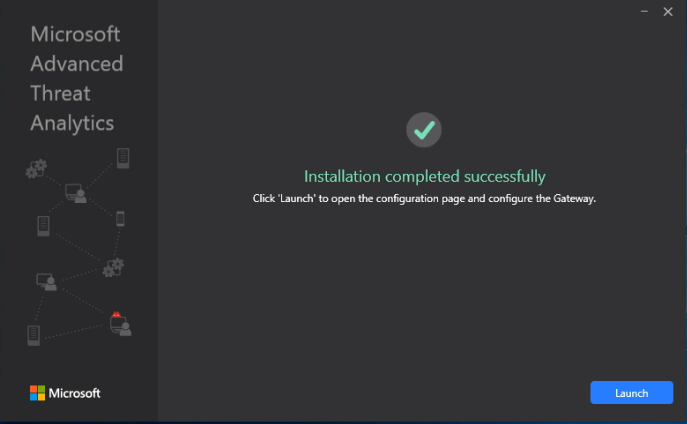 Microsoft
Advanced
Threat
Analytics
Installation completed successfully
Click 'Launch' to open the configuration page and configure the Gateway.
Microsoft
Launch